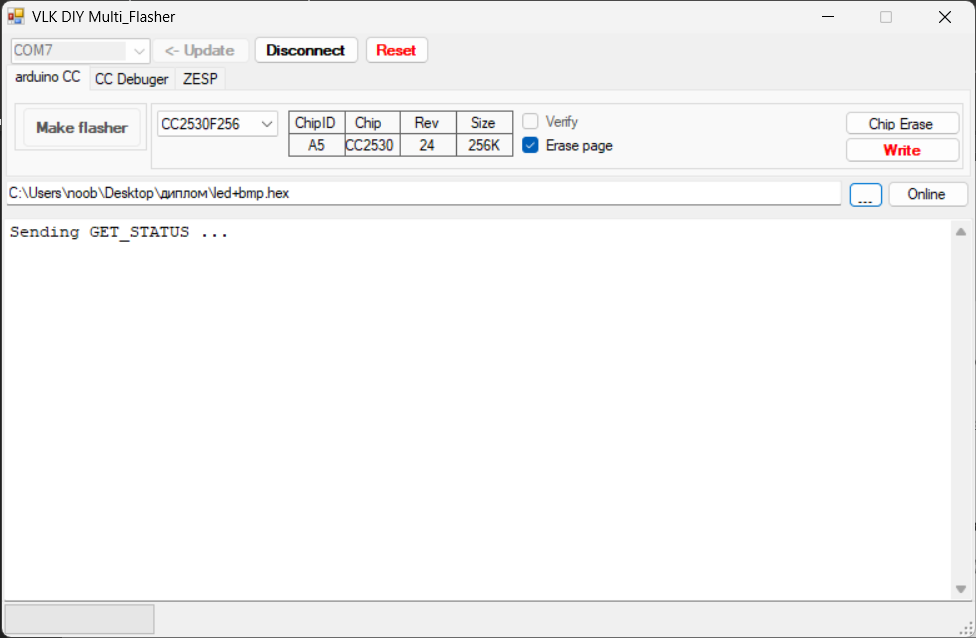 VLK DIY Multi_Flasher
COM7 <- Update Disconnect Reset
arduino CC CC Debuger ZESP
Make flasher CC2530F256
ChipID Chip Rev Size
A5 CC2530 24 256K
Verify
Erase page
Chip Erase
Write
C:\Users\noob\Desktop\диплом\led+bmp.hex ... Online
Sending GET_STATUS ...